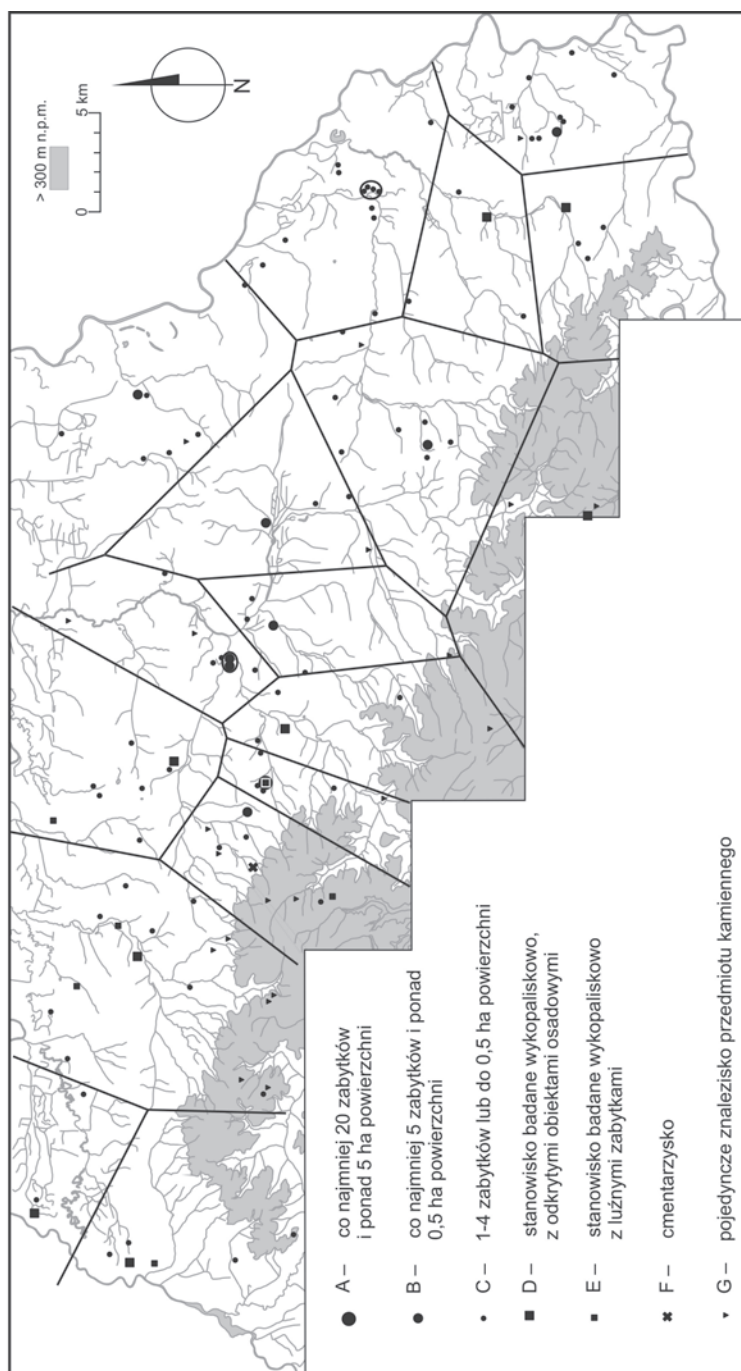 > 300 m n.p.m.
0 5 km
N
A – co najmniej 20 zabytków
i ponad 5 ha powierzchni
B – co najmniej 5 zabytków i ponad
0,5 ha powierzchni
C – 1-4 zabytków lub do 0,5 ha powierzchni
D – stanowisko badane wykopaliskowo,
z odkrytymi obiektami osadowymi
E – stanowisko badane wykopaliskowo
z luźnymi zabytkami
F – cmentarzysko
G – pojedyncze znalezisko przedmiotu kamiennego